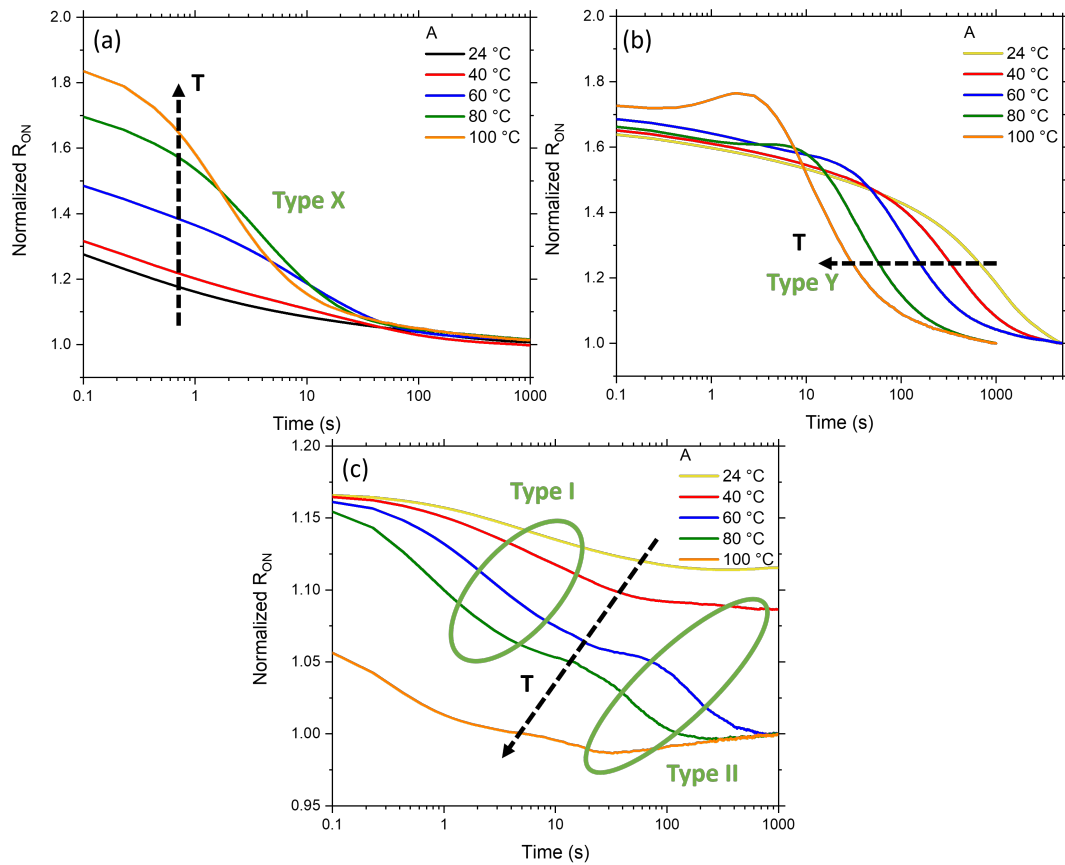 (a)
A
24 °C
40 °C
60 °C
80 °C
100 °C
T
Type X
Normalized R_ON
2.0
1.8
1.6
1.4
1.2
1.0
0.1
1
10
100
1000
Time (s)
(b)
A
24 °C
40 °C
60 °C
80 °C
100 °C
T
Type Y
Normalized R_ON
2.0
1.8
1.6
1.4
1.2
1.0
0.1
1
10
100
1000
Time (s)
(c)
A
24 °C
40 °C
60 °C
80 °C
100 °C
Type I
T
Type II
Normalized R_ON
1.20
1.15
1.10
1.05
1.00
0.95
0.1
1
10
100
1000
Time (s)